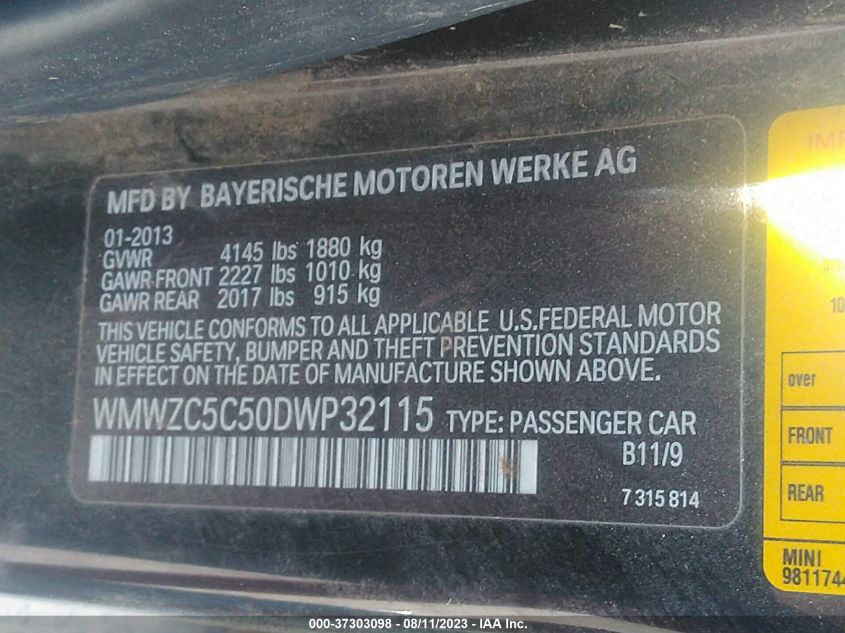 MFD BY BAYERISCHE MOTOREN WERKE AG
01-2013
GVWR 4145 lbs 1880 kg
GAWR FRONT 2227 lbs 1010 kg
GAWR REAR 2017 lbs 915 kg
THIS VEHICLE CONFORMS TO ALL APPLICABLE U.S.FEDERAL MOTOR
VEHICLE SAFETY, BUMPER AND THEFT PREVENTION STANDARDS
IN EFFECT ON THE DATE OF MANUFACTURE SHOWN ABOVE.
WMWZC5C50DWP32115 TYPE: PASSENGER CAR
B11/9
7 315 814
over
FRONT
REAR
MINI
000-37303098 - 08/11/2023 - IAA Inc.